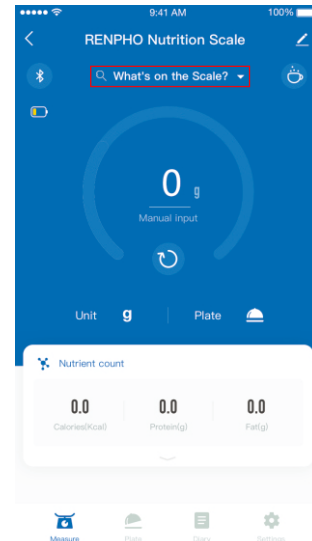 9:41 AM 100%
RENPHO Nutrition Scale
What's on the Scale?
0 g
Manual input
Unit g Plate
Nutrient count
0.0 0.0 0.0
Calories(Kcal) Protein(g) Fat(g)
Measure Plate Diary Settings